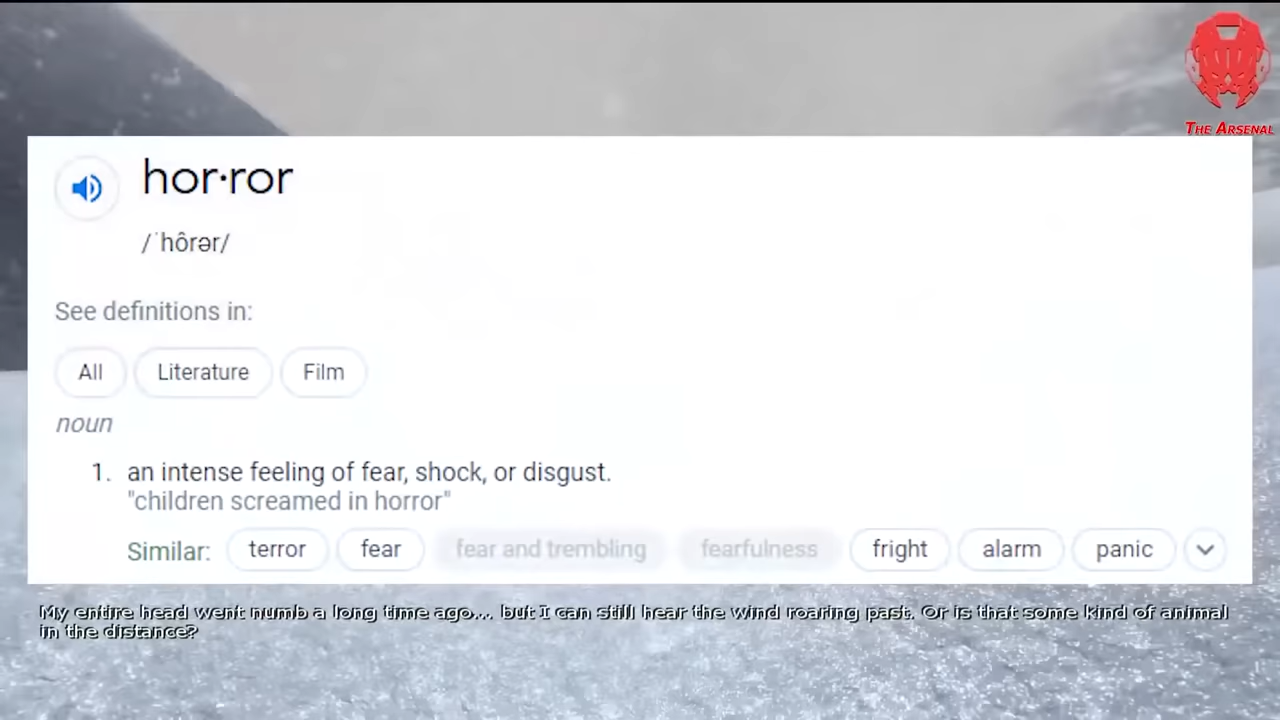 THE ARSENAL
hor·ror
/ˈhôrər/
See definitions in:
All Literature Film
noun
1. an intense feeling of fear, shock, or disgust.
"children screamed in horror"
Similar: terror fear fear and trembling fearfulness fright alarm panic
My entire head went numb a long time ago... but I can still hear the wind roaring past. Or is that some kind of animal
in the distance?